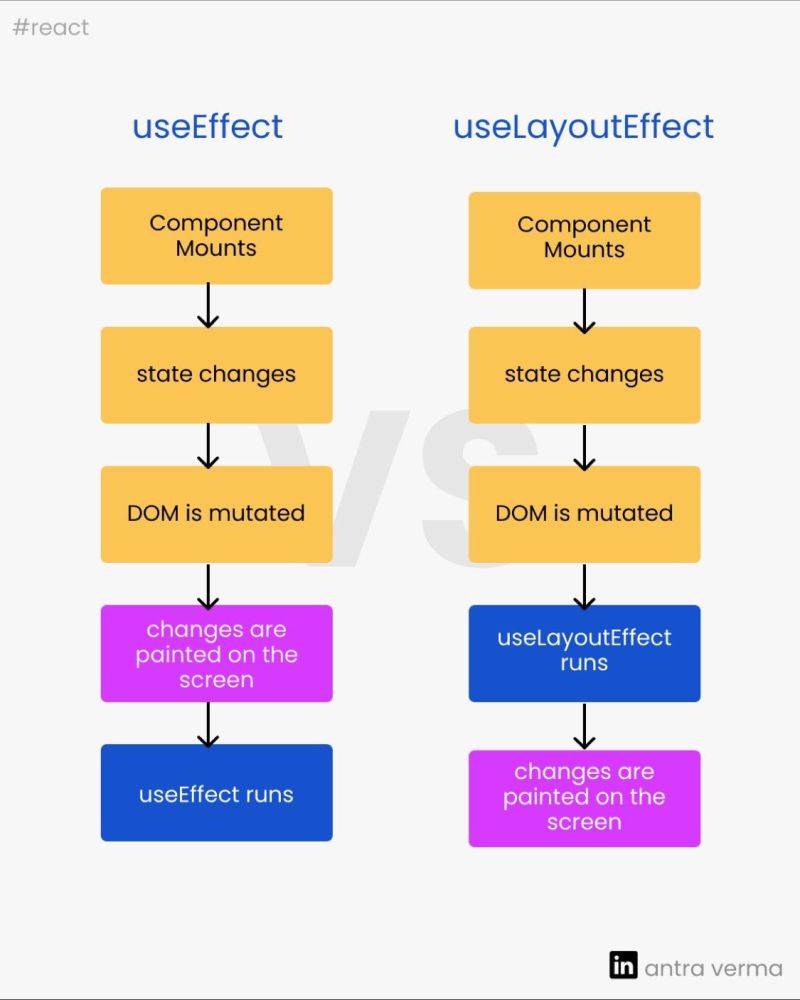 #react
useEffect
useLayoutEffect
VS
Component
Mounts
state changes
DOM is mutated
changes are
painted on the
screen
useEffect runs
Component
Mounts
state changes
DOM is mutated
useLayoutEffect
runs
changes are
painted on the
screen
in antra verma